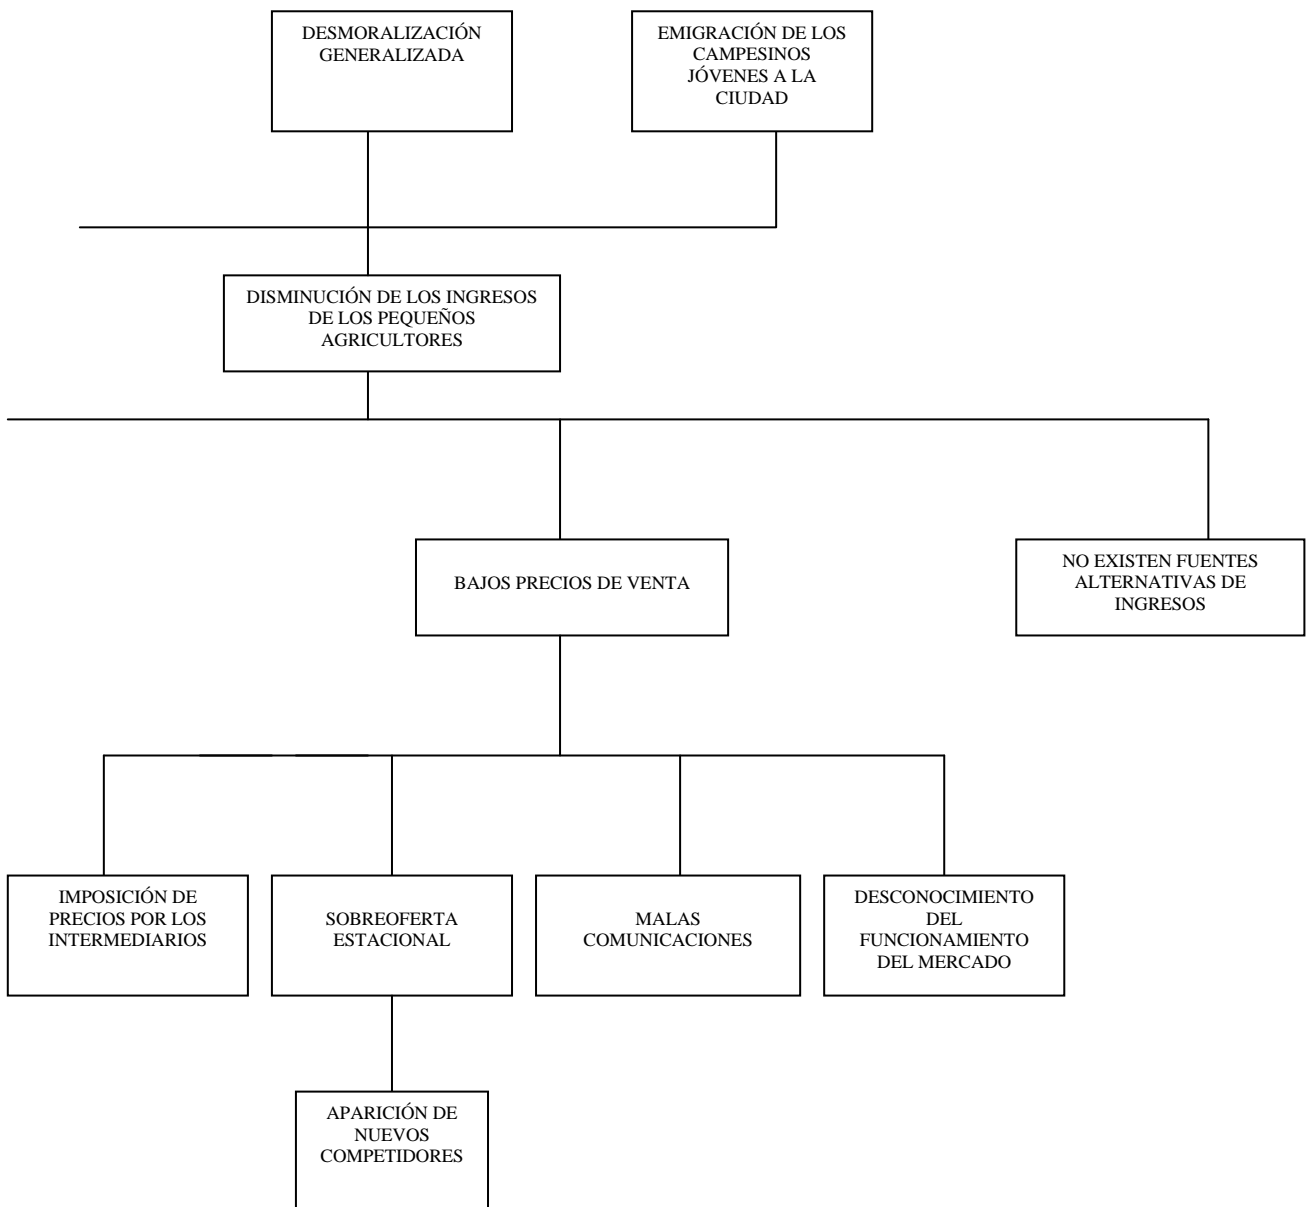 DESMORALIZACIÓN
GENERALIZADA
EMIGRACIÓN DE LOS
CAMPESINOS
JÓVENES A LA
CIUDAD
DISMINUCIÓN DE LOS INGRESOS
DE LOS PEQUEÑOS
AGRICULTORES
BAJOS PRECIOS DE VENTA
NO EXISTEN FUENTES
ALTERNATIVAS DE
INGRESOS
IMPOSICIÓN DE
PRECIOS POR LOS
INTERMEDIARIOS
SOBREOFERTA
ESTACIONAL
MALAS
COMUNICACIONES
DESCONOCIMIENTO
DEL
FUNCIONAMIENTO
DEL MERCADO
APARICIÓN DE
NUEVOS
COMPETIDORES